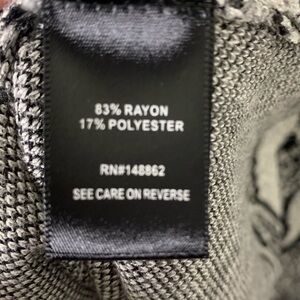 83% RAYON
17% POLYESTER
RN#148862
SEE CARE ON REVERSE